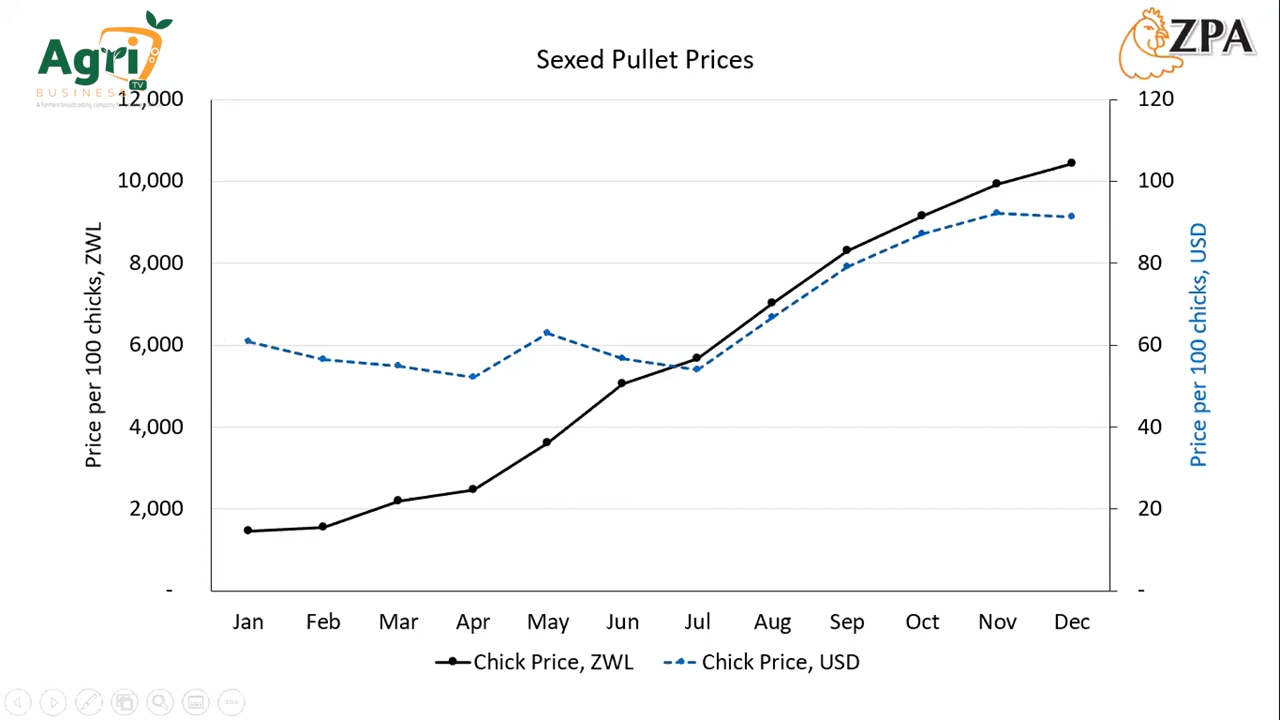 Agri
TV
BUSINESS
ZPA
Sexed Pullet Prices
12,000
10,000
8,000
6,000
4,000
2,000
-
Price per 100 chicks, ZWL
120
100
80
60
40
20
-
Price per 100 chicks, USD
Jan Feb Mar Apr May Jun Jul Aug Sep Oct Nov Dec
Chick Price, ZWL Chick Price, USD